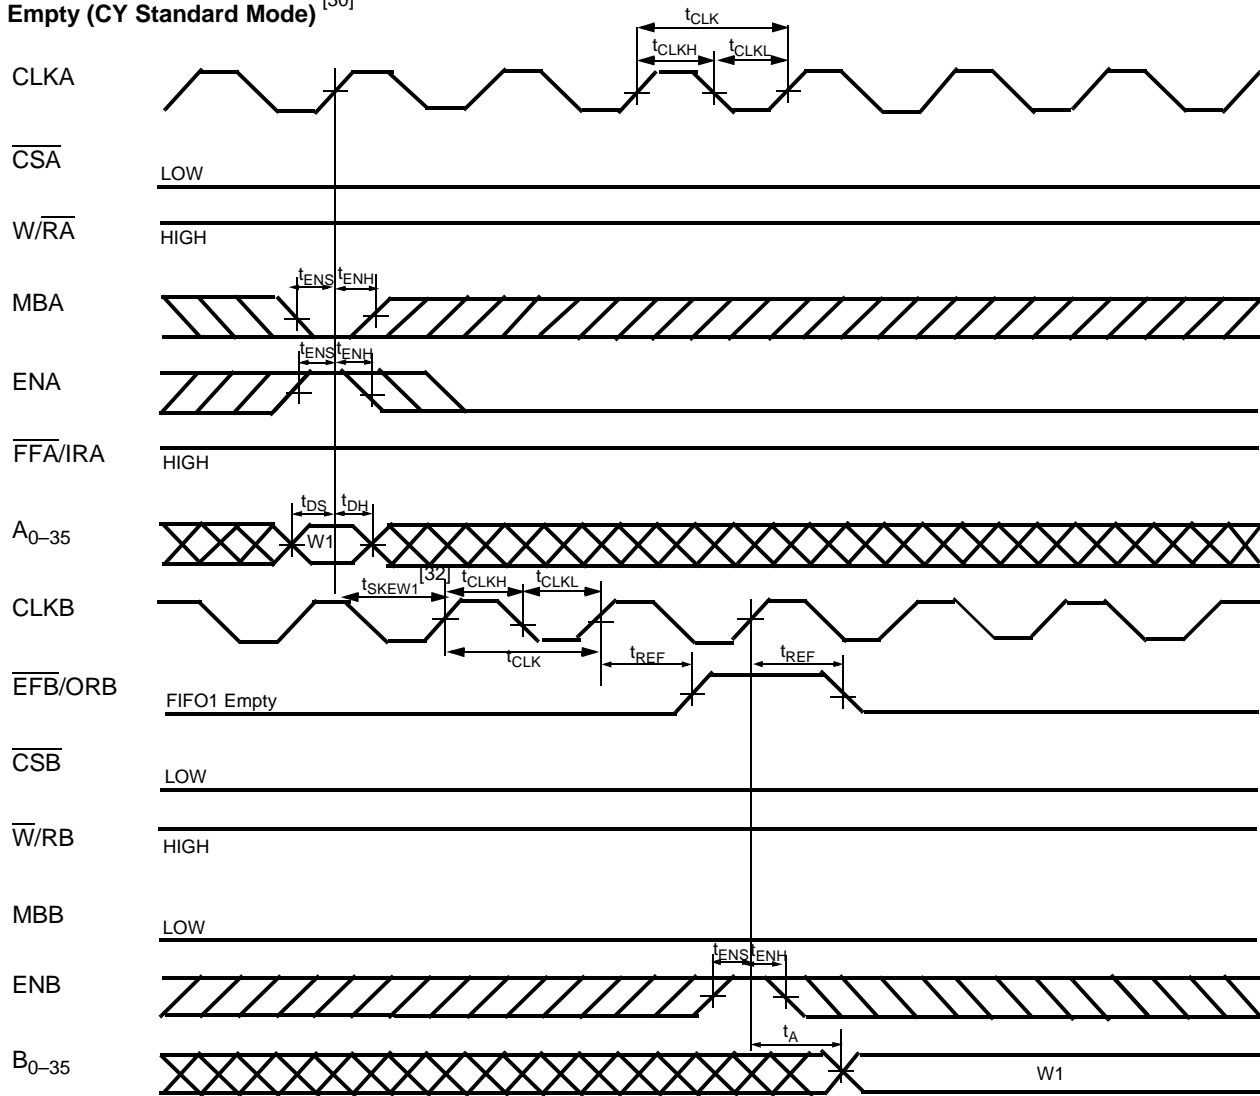 Empty (CY Standard Mode) [30]
tCLK
tCLKH tCLKL
CLKA
CSA
LOW
W/RA
HIGH
tENS tENH
MBA
tENS tENH
ENA
FFA/IRA
HIGH
tDS tDH
A0–35
W1
tSKEW1 [32] tCLKH tCLKL
CLKB
tCLK
tREF tREF
EFB/ORB
FIFO1 Empty
CSB
LOW
W/RB
HIGH
MBB
LOW
tENS tENH
ENB
tA
B0–35
W1